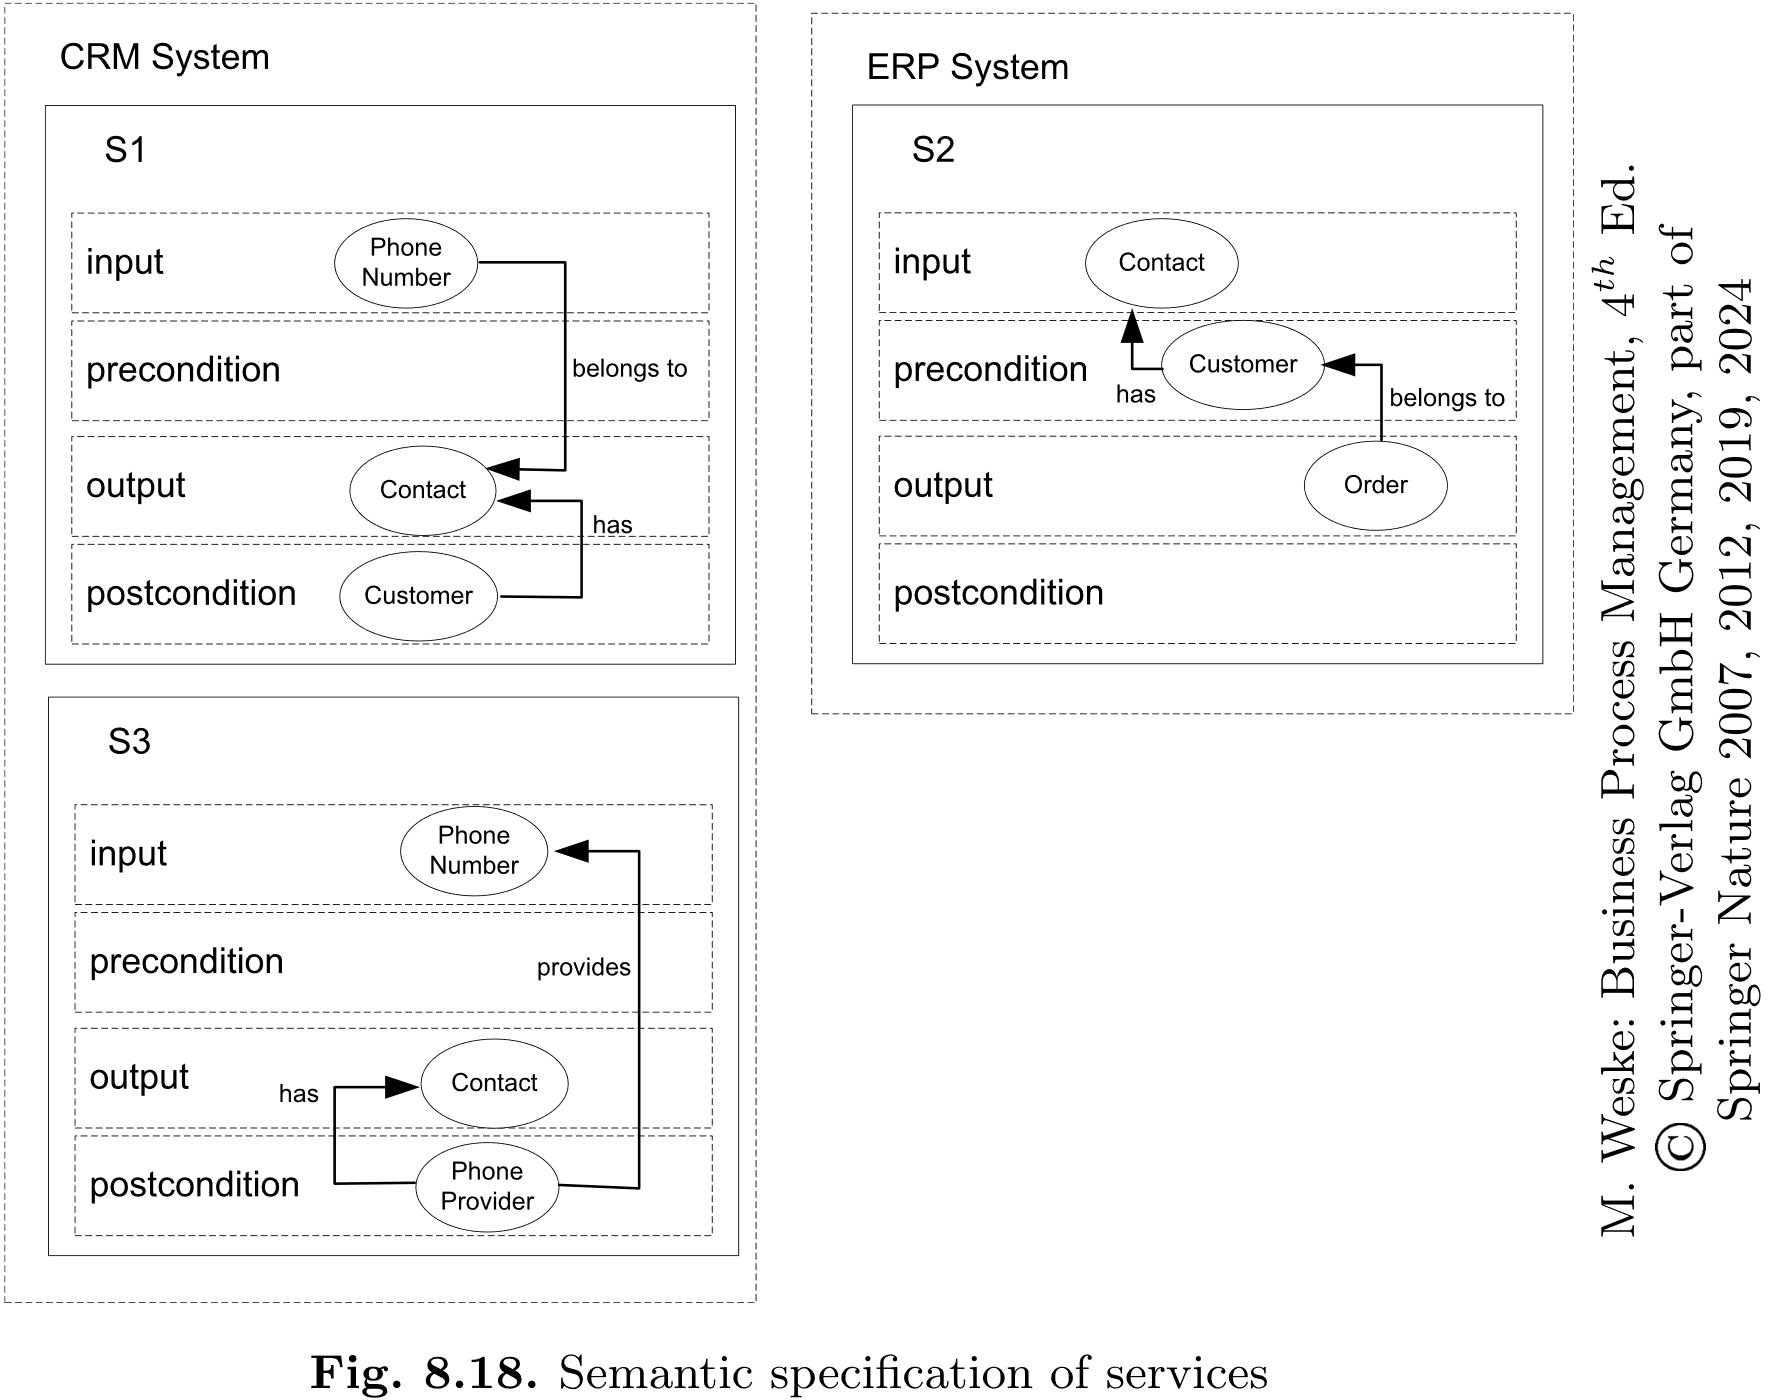 CRM System
S1
input
Phone
Number
precondition
belongs to
output
Contact
has
postcondition
Customer
S3
input
Phone
Number
precondition
provides
output
has
Contact
postcondition
Phone
Provider
ERP System
S2
input
Contact
precondition
has
Customer
belongs to
output
Order
postcondition
M. Weske: Business Process Management, 4th Ed.
© Springer-Verlag GmbH Germany, part of
Springer Nature 2007, 2012, 2019, 2024
Fig. 8.18. Semantic specification of services